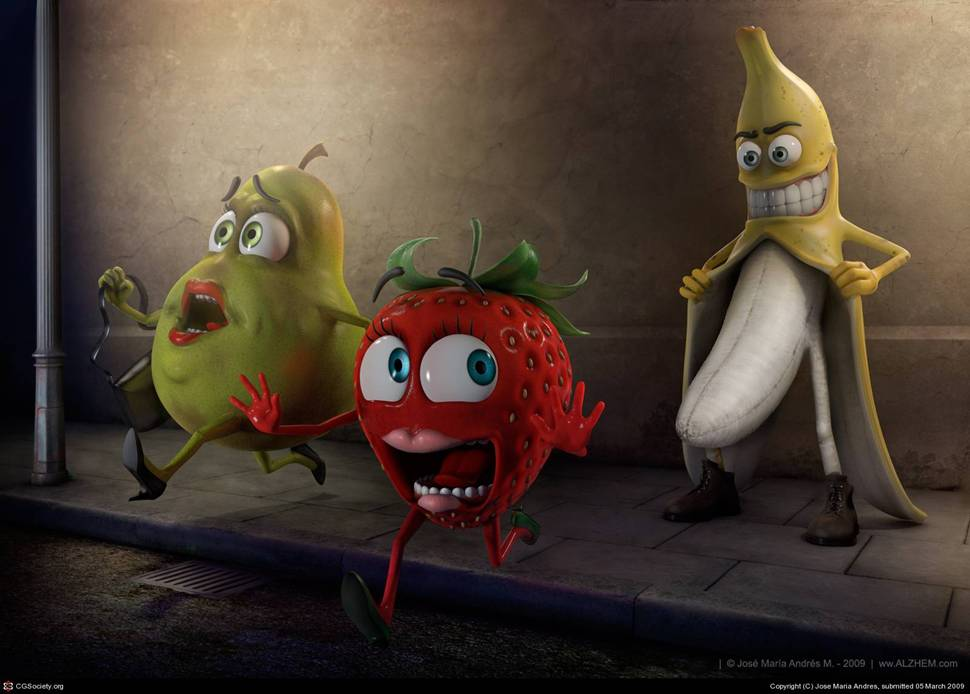 | © José María Andrés M. - 2009 | ww.ALZHEM.com
CGSociety.org
Copyright (C) Jose Maria Andres, submitted 05 March 2009